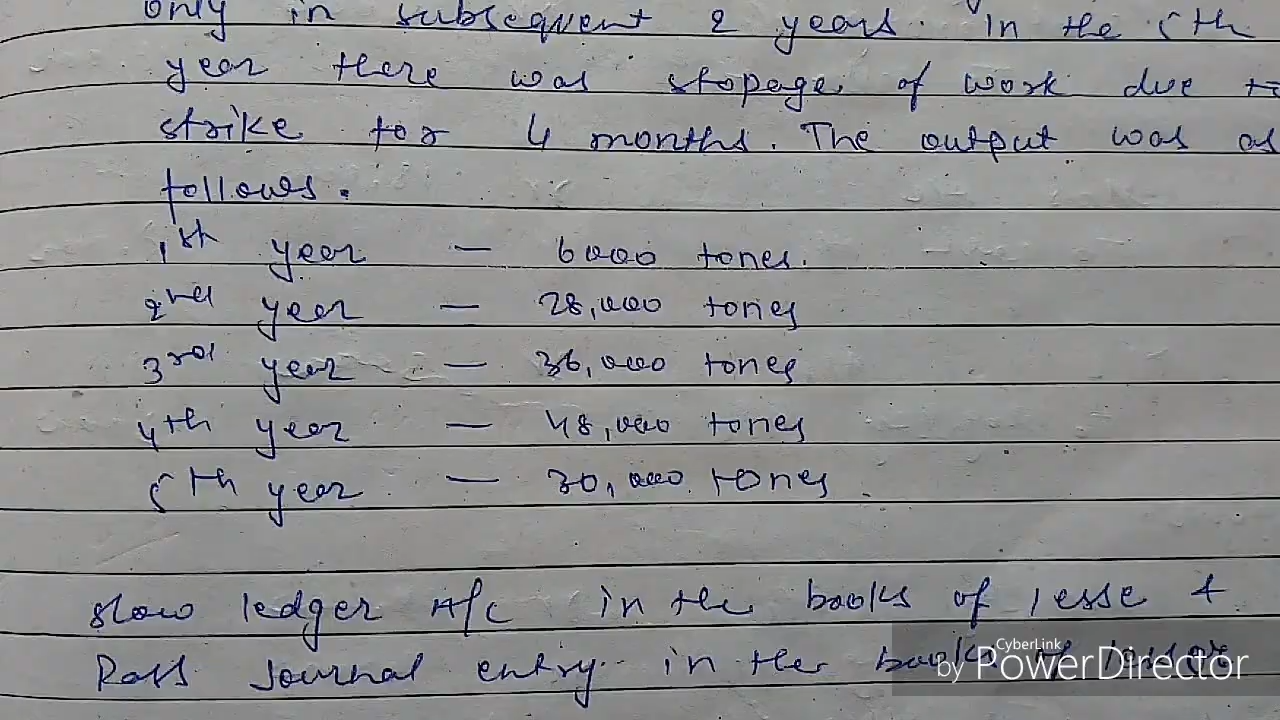 only in subsequent 2 years. In the 5th
year there was stopage of work due to
strike for 4 months. The output was as
follows.
1st year — 6000 tones.
2nd year — 28,000 tones
3rd year — 36,000 tones
4th year — 48,000 tones
5th year — 30,000 tones
show ledger A/c in the books of lesse &
Pass Journal entry in the books of lessor
CyberLink
by PowerDirector